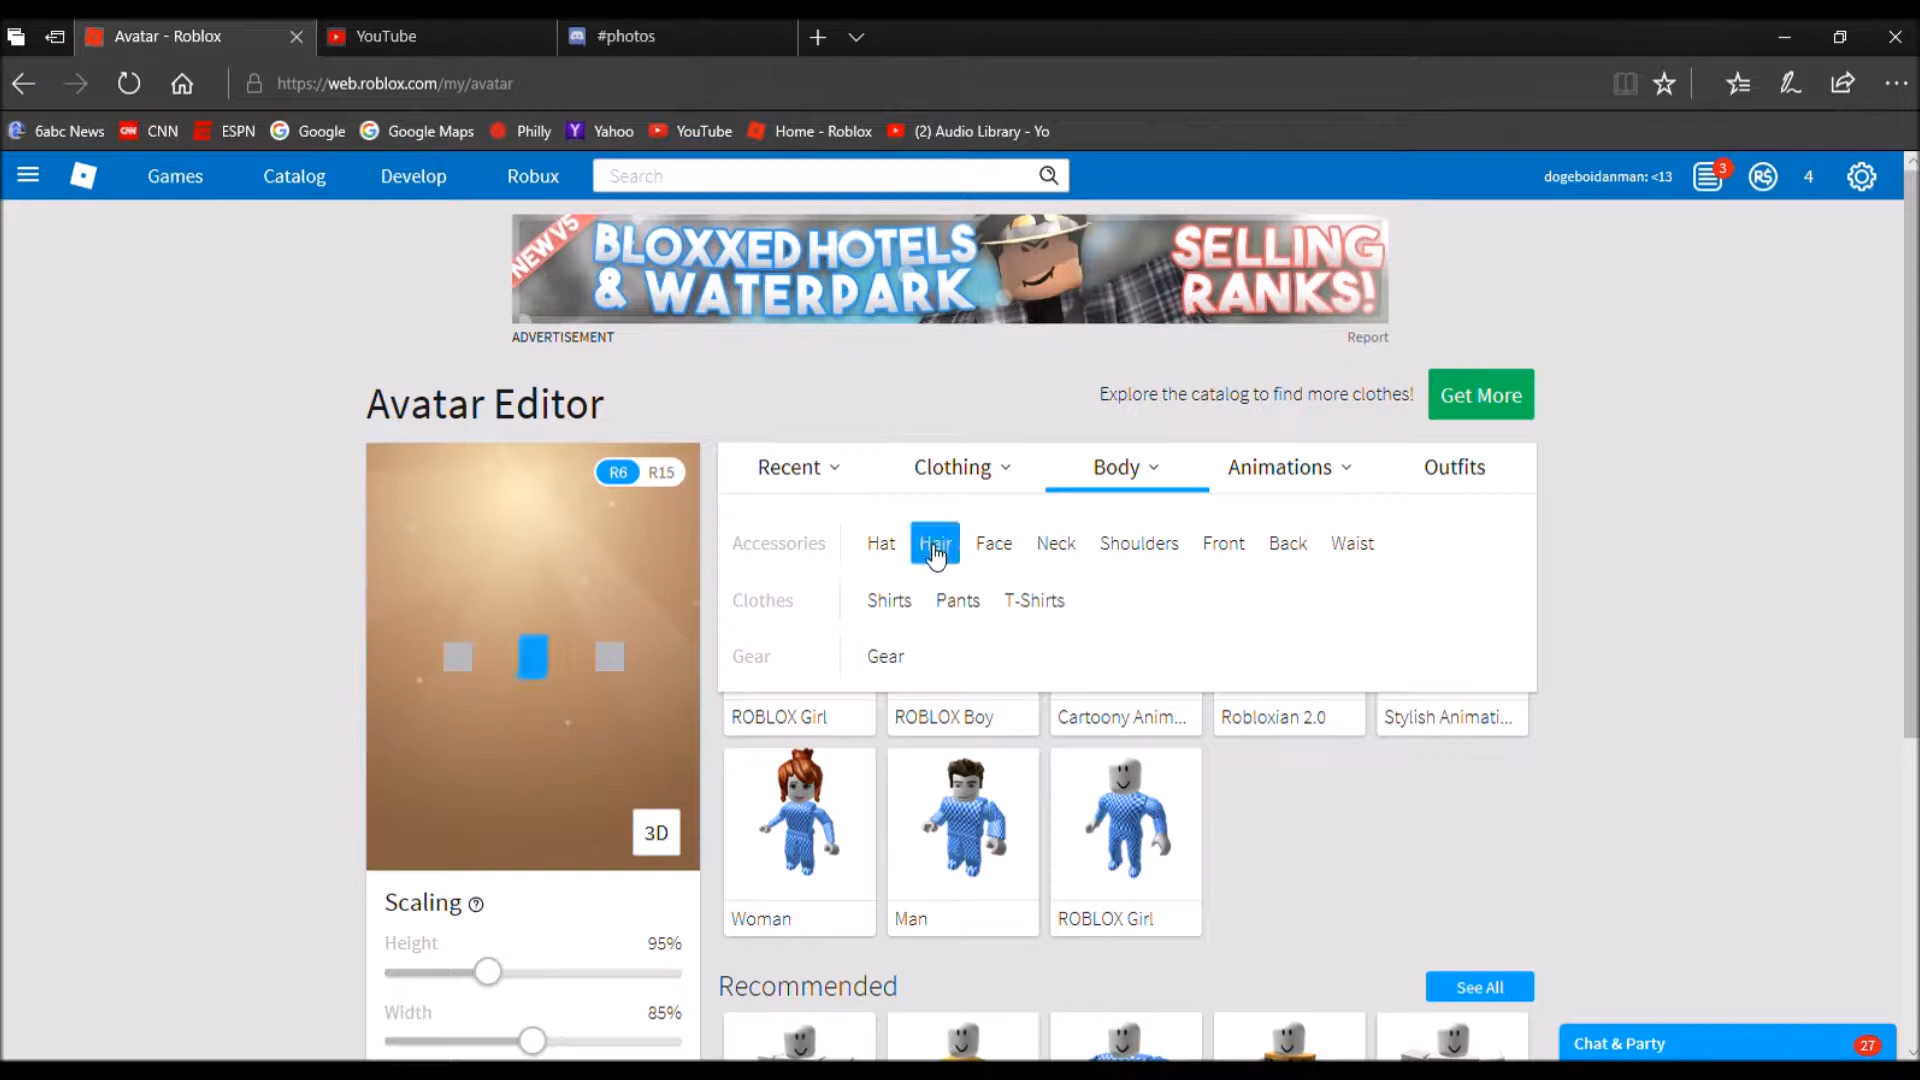 Avatar - Roblox
YouTube
#photos
https://web.roblox.com/my/avatar
6abc News
CNN
ESPN
Google
Google Maps
Philly
Yahoo
YouTube
Home - Roblox
(2) Audio Library - Yo
Games
Catalog
Develop
Robux
Search
dogeboidanman: <13
3
R$
4
NEW V5
BLOXXED HOTELS
& WATERPARK
SELLING
RANKS!
ADVERTISEMENT
Report
Avatar Editor
Explore the catalog to find more clothes!
Get More
R6
R15
Recent
Clothing
Body
Animations
Outfits
Accessories
Hat
Hair
Face
Neck
Shoulders
Front
Back
Waist
Clothes
Shirts
Pants
T-Shirts
Gear
Gear
ROBLOX Girl
ROBLOX Boy
Cartoony Anim...
Robloxian 2.0
Stylish Animati...
3D
Woman
Man
ROBLOX Girl
Scaling
Height
95%
Width
85%
Recommended
See All
Chat & Party
27